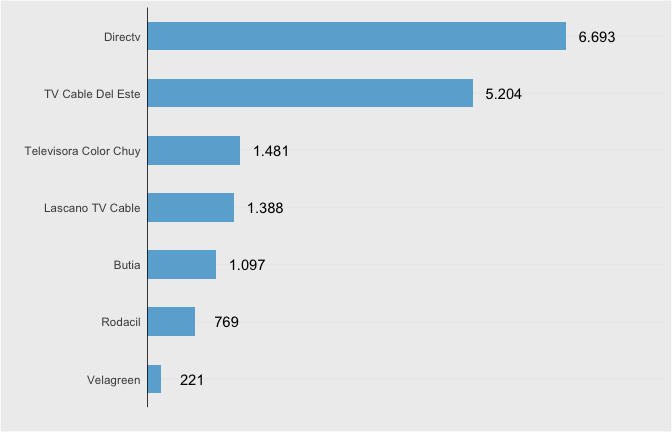 Directv 6.693
TV Cable Del Este 5.204
Televisora Color Chuy 1.481
Lascano TV Cable 1.388
Butia 1.097
Rodacil 769
Velagreen 221